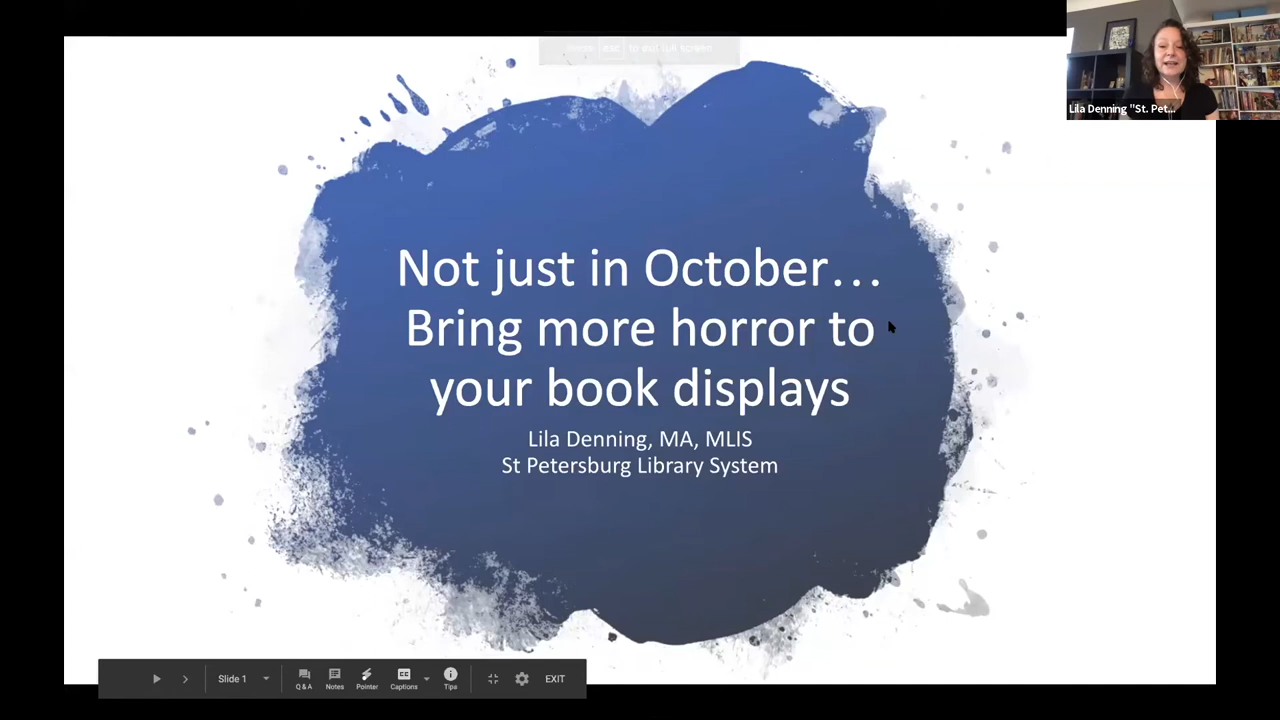 Lila Denning "St. Pet...
Not just in October...
Bring more horror to
your book displays
Lila Denning, MA, MLIS
St Petersburg Library System
Slide 1
Q & A
Notes
Pointer
CC
Captions
Tips
EXIT